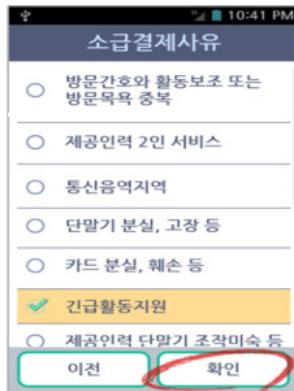 10:41 PM
소급결제사유
방문간호와 활동보조 또는
방문목욕 중복
제공인력 2인 서비스
통신음역지역
단말기 분실, 고장 등
카드 분실, 훼손 등
긴급활동지원
제공인력 단말기 조작미숙 등
이전
확인